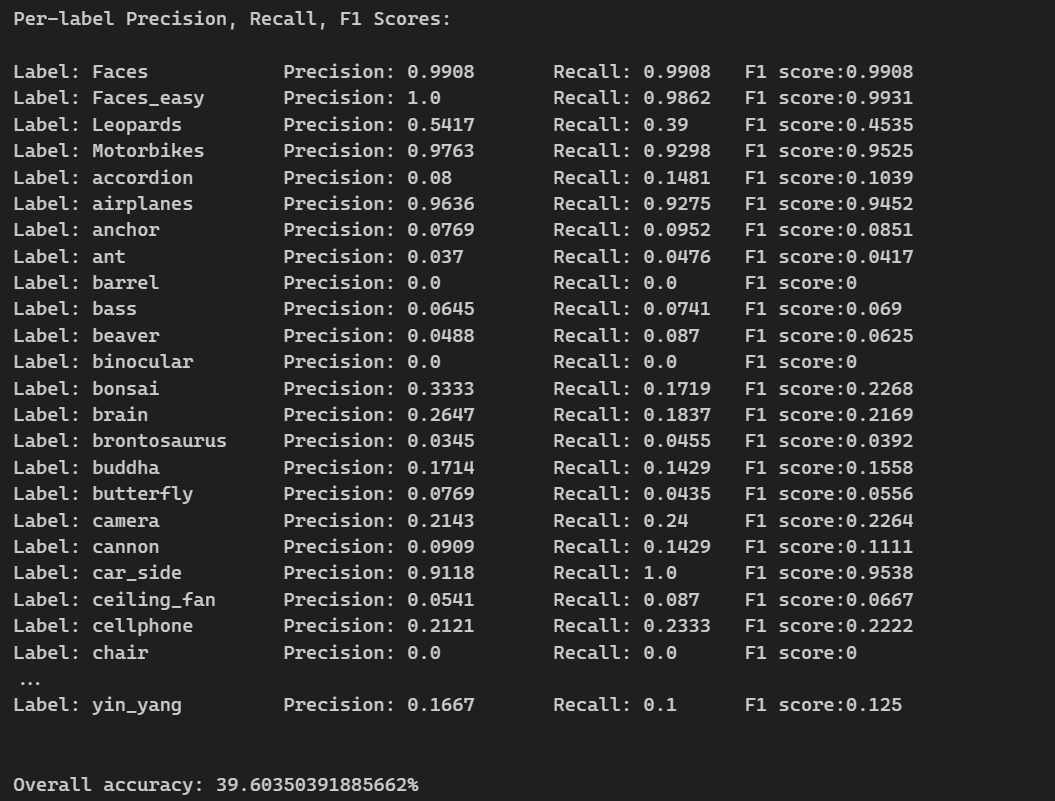 Per-label Precision, Recall, F1 Scores:
Label: Faces Precision: 0.9908 Recall: 0.9908 F1 score:0.9908
Label: Faces_easy Precision: 1.0 Recall: 0.9862 F1 score:0.9931
Label: Leopards Precision: 0.5417 Recall: 0.39 F1 score:0.4535
Label: Motorbikes Precision: 0.9763 Recall: 0.9298 F1 score:0.9525
Label: accordion Precision: 0.08 Recall: 0.1481 F1 score:0.1039
Label: airplanes Precision: 0.9636 Recall: 0.9275 F1 score:0.9452
Label: anchor Precision: 0.0769 Recall: 0.0952 F1 score:0.0851
Label: ant Precision: 0.037 Recall: 0.0476 F1 score:0.0417
Label: barrel Precision: 0.0 Recall: 0.0 F1 score:0
Label: bass Precision: 0.0645 Recall: 0.0741 F1 score:0.069
Label: beaver Precision: 0.0488 Recall: 0.087 F1 score:0.0625
Label: binocular Precision: 0.0 Recall: 0.0 F1 score:0
Label: bonsai Precision: 0.3333 Recall: 0.1719 F1 score:0.2268
Label: brain Precision: 0.2647 Recall: 0.1837 F1 score:0.2169
Label: brontosaurus Precision: 0.0345 Recall: 0.0455 F1 score:0.0392
Label: buddha Precision: 0.1714 Recall: 0.1429 F1 score:0.1558
Label: butterfly Precision: 0.0769 Recall: 0.0435 F1 score:0.0556
Label: camera Precision: 0.2143 Recall: 0.24 F1 score:0.2264
Label: cannon Precision: 0.0909 Recall: 0.1429 F1 score:0.1111
Label: car_side Precision: 0.9118 Recall: 1.0 F1 score:0.9538
Label: ceiling_fan Precision: 0.0541 Recall: 0.087 F1 score:0.0667
Label: cellphone Precision: 0.2121 Recall: 0.2333 F1 score:0.2222
Label: chair Precision: 0.0 Recall: 0.0 F1 score:0
...
Label: yin_yang Precision: 0.1667 Recall: 0.1 F1 score:0.125
Overall accuracy: 39.60350391885662%